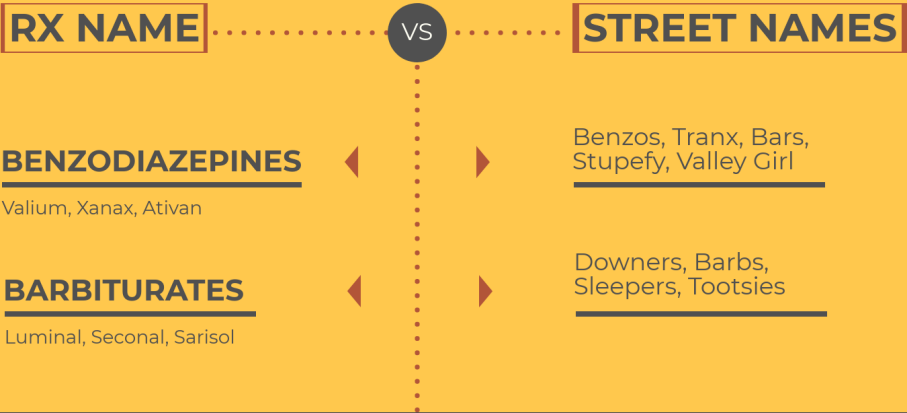 RX NAME
VS
STREET NAMES
BENZODIAZEPINES
Valium, Xanax, Ativan
Benzos, Tranx, Bars,
Stupefy, Valley Girl
BARBITURATES
Luminal, Seconal, Sarisol
Downers, Barbs,
Sleepers, Tootsies